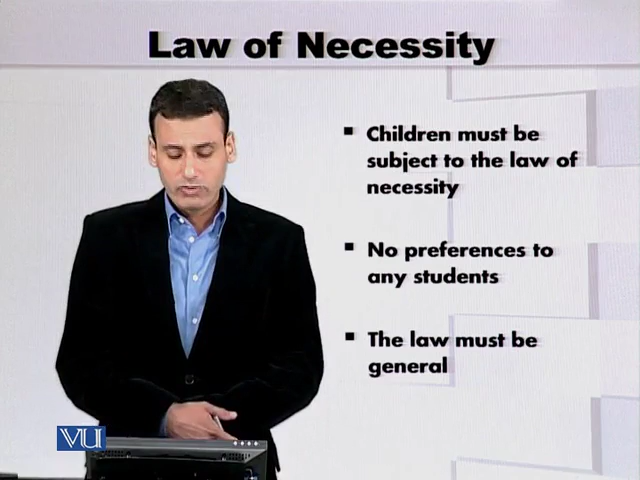 Law of Necessity
Children must be
subject to the law of
necessity
No preferences to
any students
The law must be
general
VU